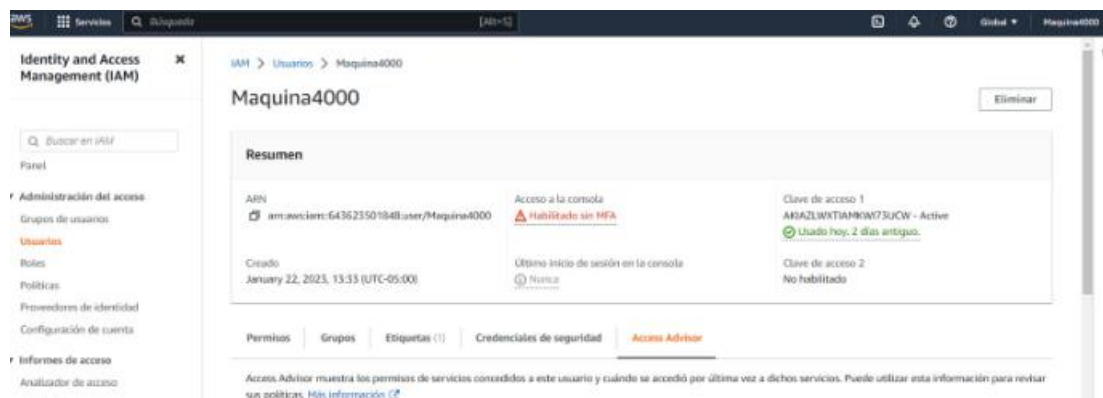 aws Servicios Búsqueda [Alt+S] Global ▼ Maquina4000
Identity and Access
Management (IAM)
Buscar en IAM
Panel
Administración del acceso
Grupos de usuarios
Usuarios
Roles
Políticas
Proveedores de identidad
Configuración de cuenta
Informes de acceso
Analizador de acceso
IAM > Usuarios > Maquina4000
Maquina4000
Eliminar
Resumen
ARN
arn:aws:iam::643623501848:user/Maquina4000
Creado
January 22, 2023, 13:33 (UTC-05:00)
Acceso a la consola
Habilitado sin MFA
Último inicio de sesión en la consola
Nunca
Clave de acceso 1
- Active
Usado hoy. 2 días antiguo.
Clave de acceso 2
No habilitado
Permisos Grupos Etiquetas (1) Credenciales de seguridad Access Advisor
Access Advisor muestra los permisos de servicios concedidos a este usuario y cuándo se accedió por última vez a dichos servicios. Puede utilizar esta información para revisar
sus políticas. Más información